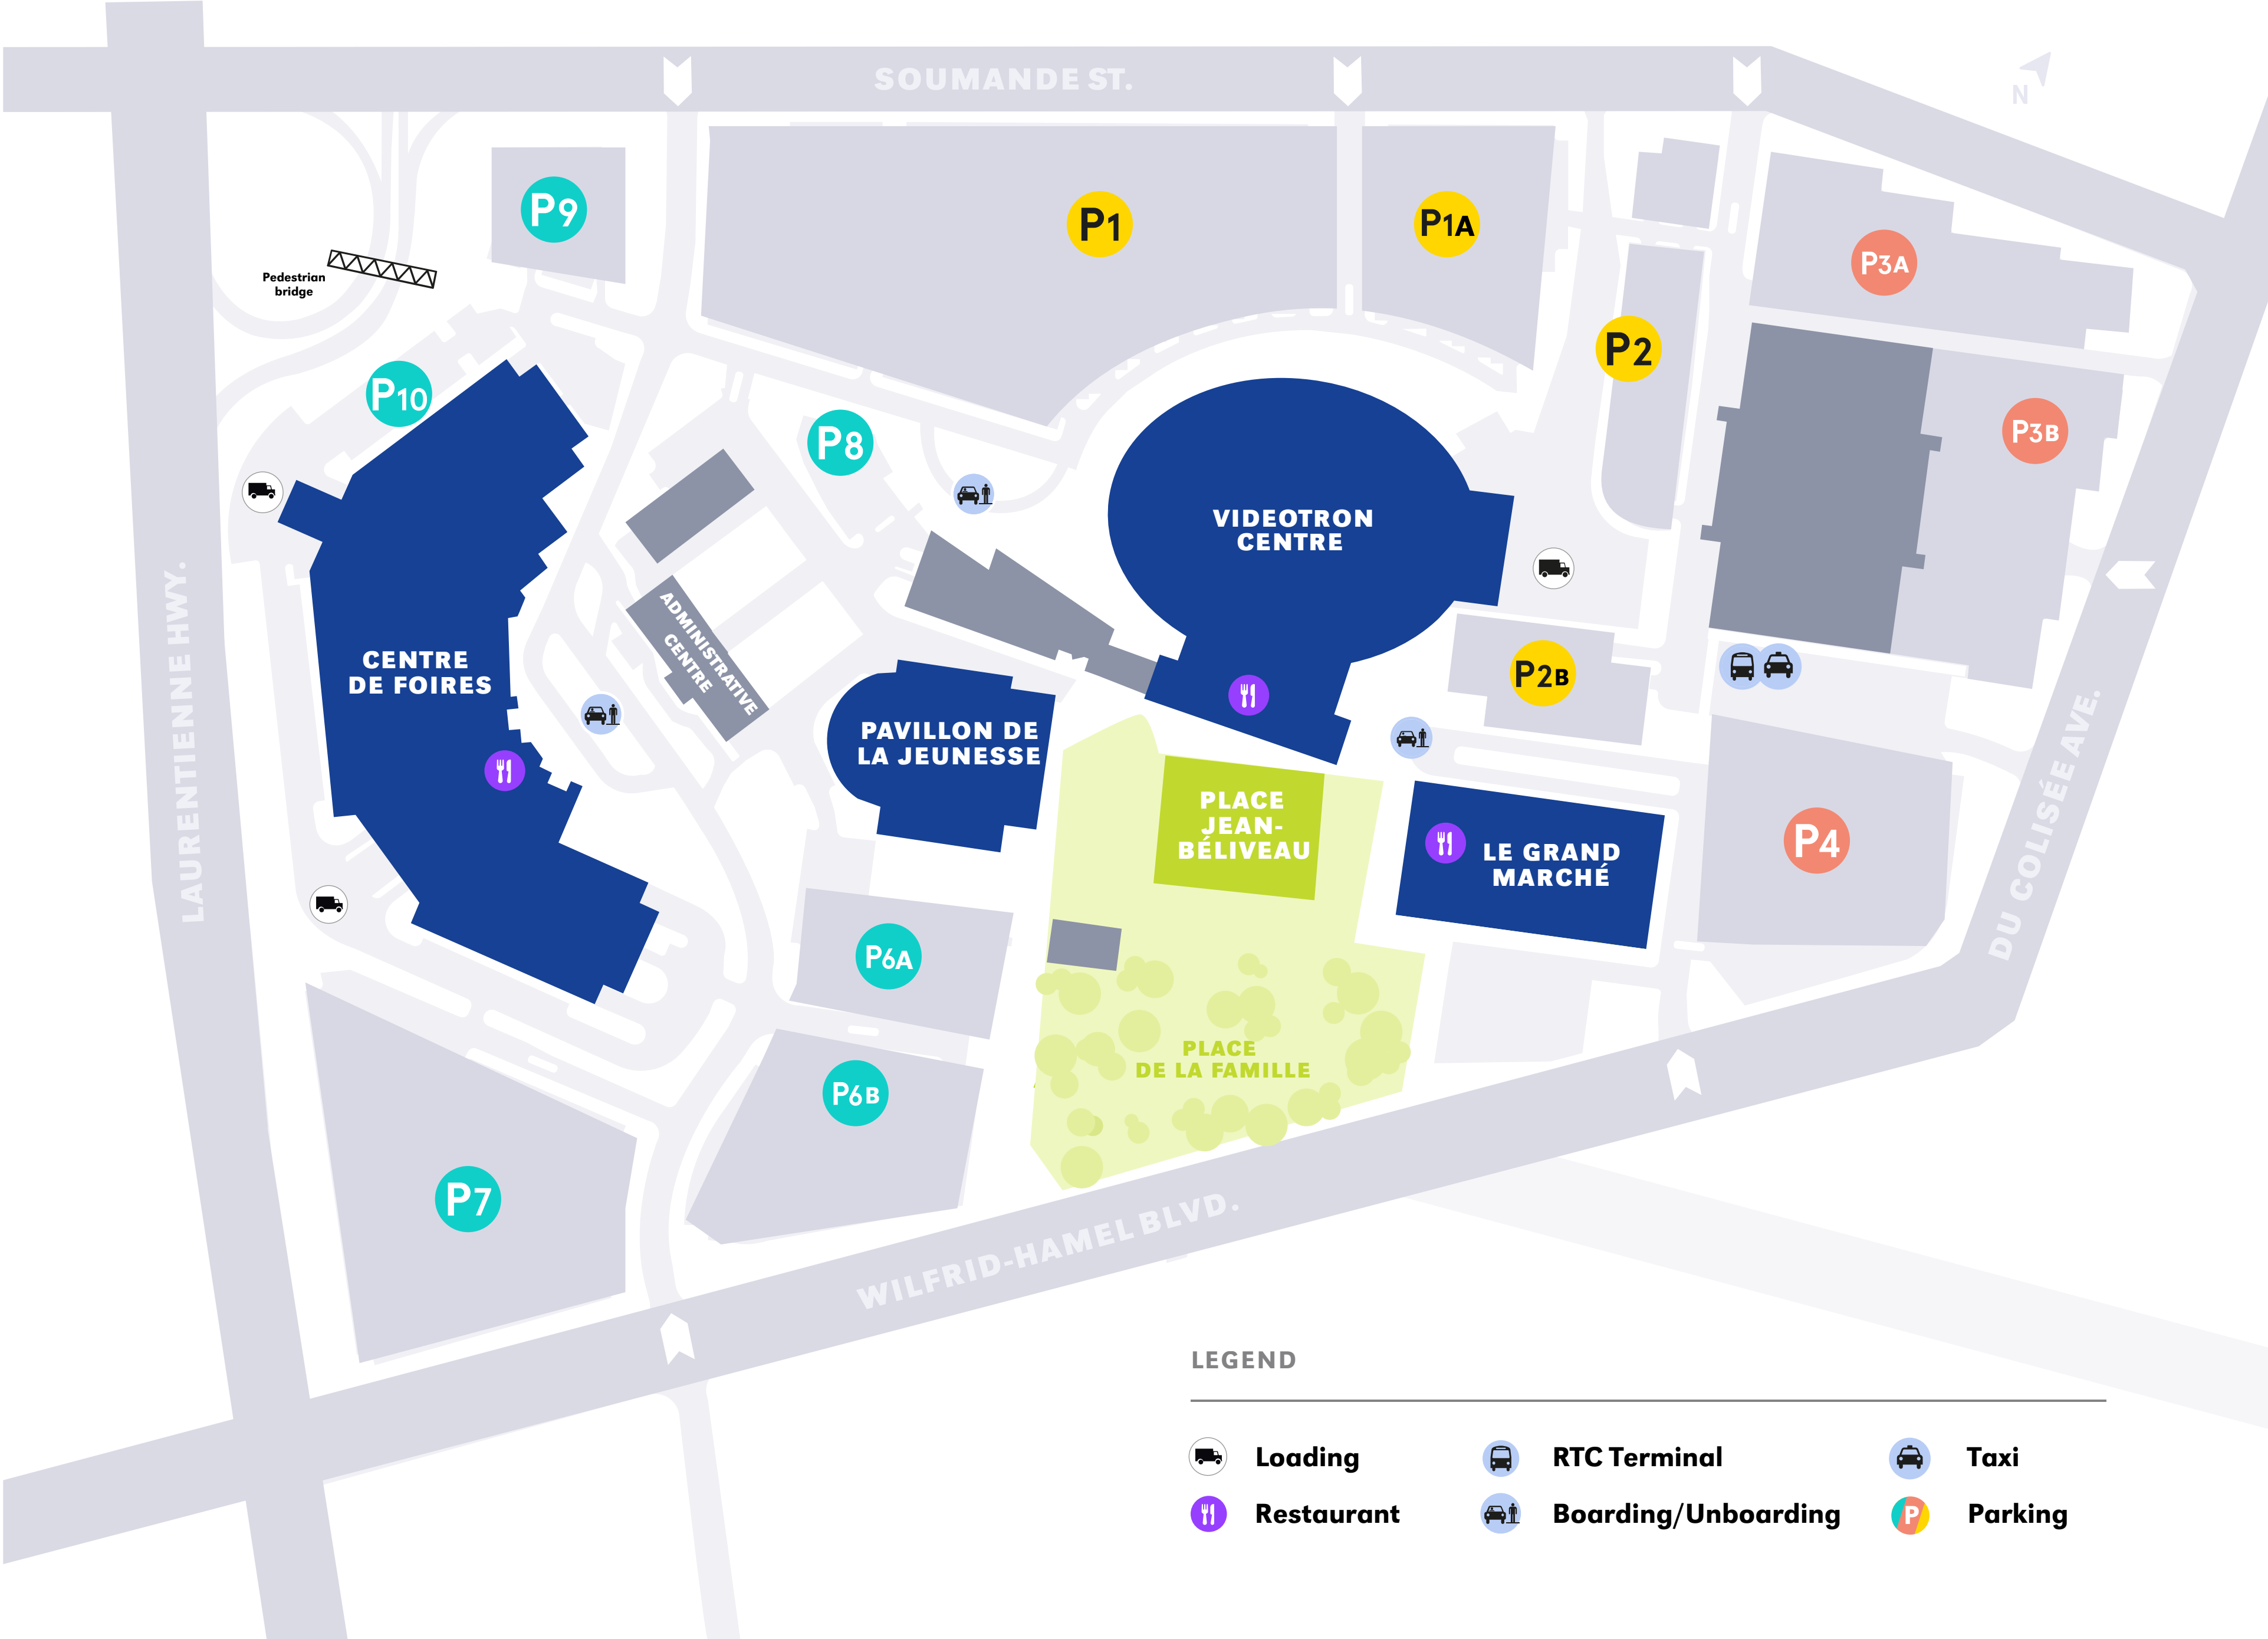 SOUMANDE ST.
N
P9
P1
P1A
P3A
Pedestrian
bridge
P2
P10
P8
P3B
VIDEOTRON
CENTRE
LAURENTIENNE HWY.
CENTRE
DE FOIRES
ADMINISTRATIVE
CENTRE
P2B
PAVILLON DE
LA JEUNESSE
PLACE
JEAN-
BÉLIVEAU
LE GRAND
MARCHÉ
P4
DU COLISÉE AVE.
P6A
PLACE
DE LA FAMILLE
P6B
P7
WILFRID-HAMEL BLVD.
LEGEND
Loading
RTC Terminal
Taxi
Restaurant
Boarding/Unboarding
P
Parking